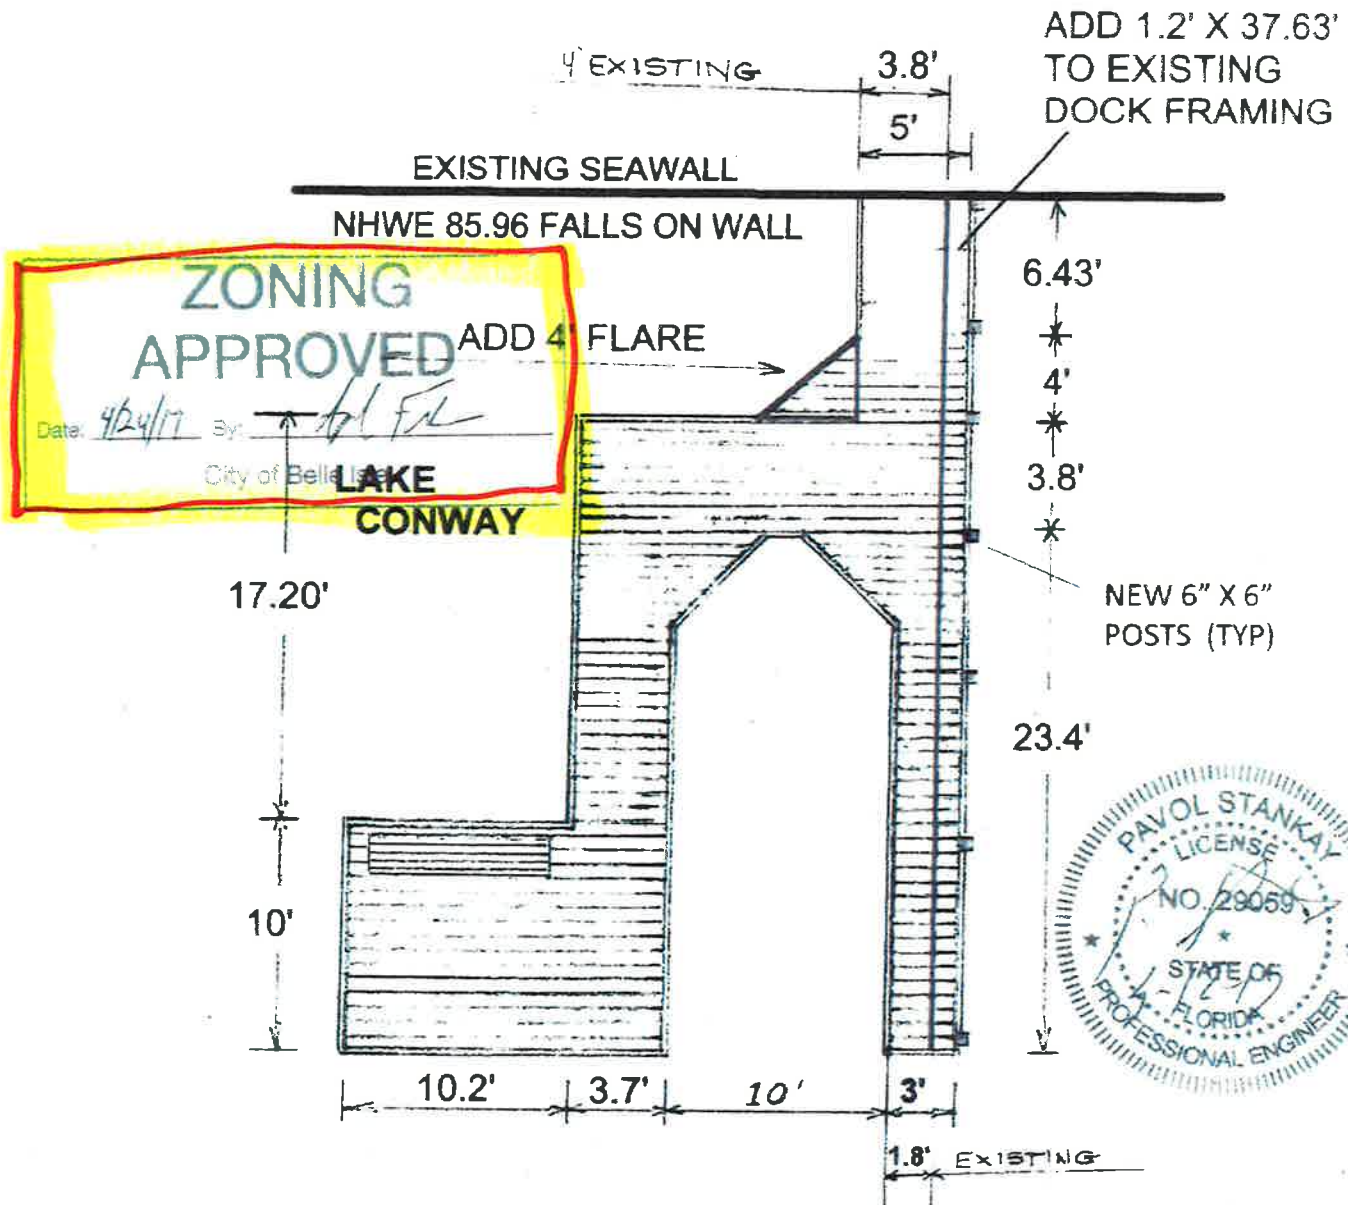 ADD 1.2' X 37.63'
TO EXISTING
DOCK FRAMING
4' EXISTING
3.8'
5'
EXISTING SEAWALL
NHWE 85.96 FALLS ON WALL
ZONING
APPROVED
Date: 4/24/17 By:
City of Belle Isle
ADD 4' FLARE
LAKE
CONWAY
6.43'
4'
3.8'
17.20'
NEW 6" X 6"
POSTS (TYP)
23.4'
10'
PAVOL STANKAY
LICENSE
NO. 29059
STATE OF
FLORIDA
PROFESSIONAL ENGINEER
10.2'
3.7'
10'
3'
1.8' EXISTING